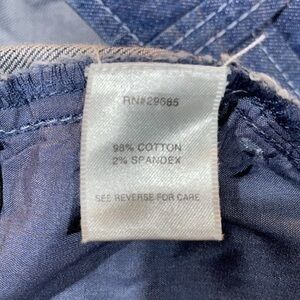 RN#29685
98% COTTON
2% SPANDEX
SEE REVERSE FOR CARE